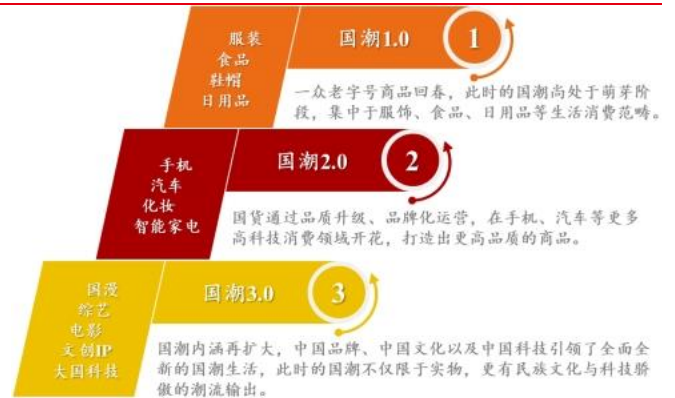 服装
食品
鞋帽
日用品
国潮1.0
1
一众老字号商品回春，此时的国潮尚处于萌芽阶
段，集中于服饰、食品、日用品等生活消费范畴。
手机
汽车
化妆
智能家电
国潮2.0
2
国货通过品质升级、品牌化运营，在手机、汽车等更多
高科技消费领域开花，打造出更高品质的商品。
国漫
综艺
电影
文创IP
大国科技
国潮3.0
3
国潮内涵再扩大，中国品牌、中国文化以及中国科技引领了全面全
新的国潮生活，此时的国潮不仅限于实物，更有民族文化与科技骄
傲的潮流输出。